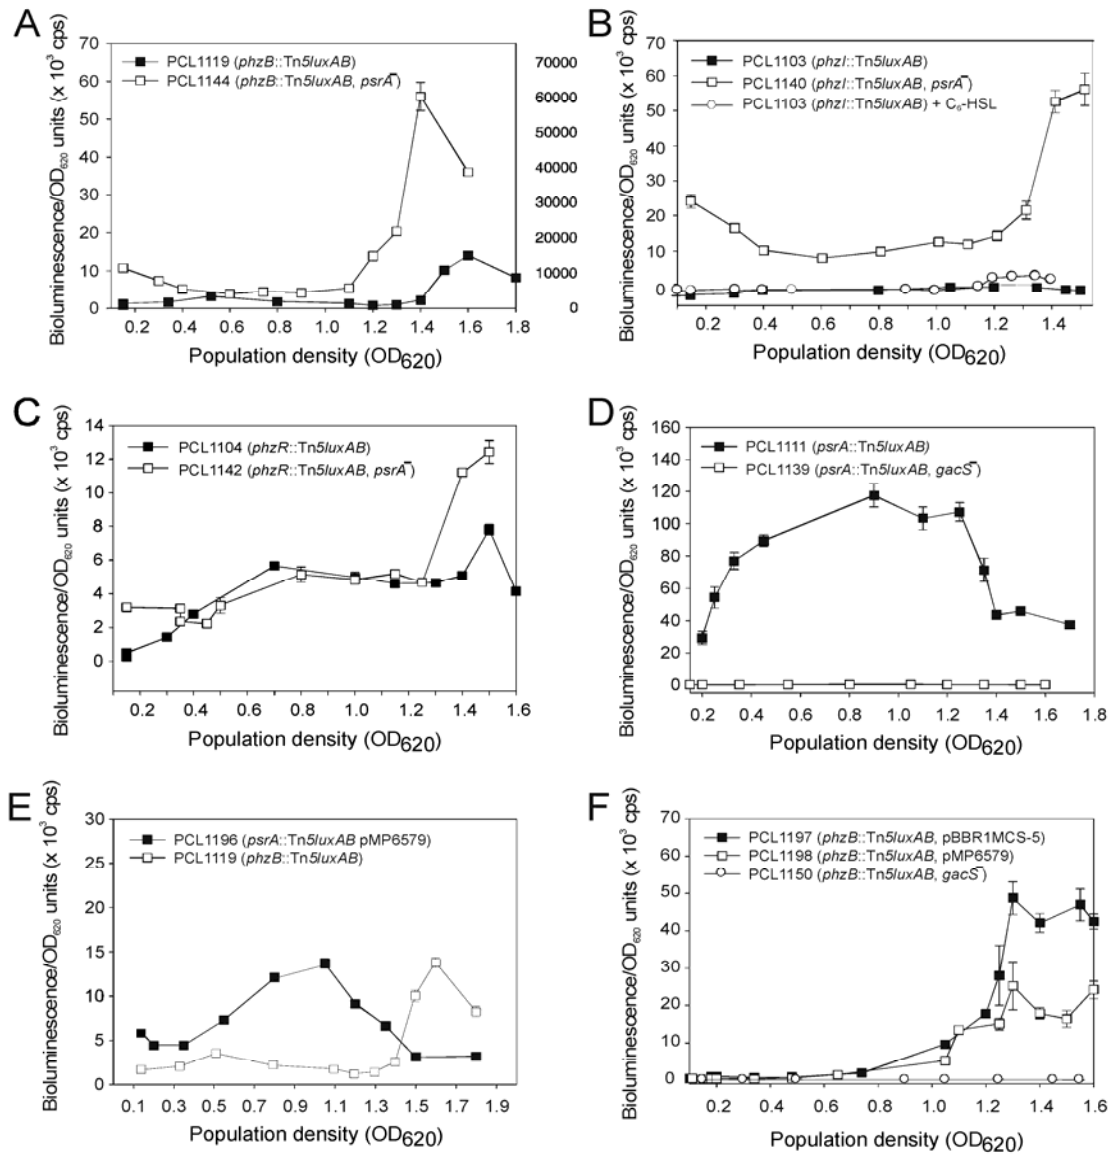 A
Bioluminescence/OD620 units (x 10³ cps)
70
60
50
40
30
20
10
0
PCL1119 (phzB::Tn5luxAB)
PCL1144 (phzB::Tn5luxAB, psrA⁻)
70000
60000
50000
40000
30000
20000
10000
0
0.2 0.4 0.6 0.8 1.0 1.2 1.4 1.6 1.8
Population density (OD620)
B
Bioluminescence/OD620 units (x 10³ cps)
70
60
50
40
30
20
10
0
PCL1103 (phzI::Tn5luxAB)
PCL1140 (phzI::Tn5luxAB, psrA⁻)
PCL1103 (phzI::Tn5luxAB) + C6-HSL
0.2 0.4 0.6 0.8 1.0 1.2 1.4
Population density (OD620)
C
Bioluminescence/OD620 units (x 10³ cps)
14
12
10
8
6
4
2
0
PCL1104 (phzR::Tn5luxAB)
PCL1142 (phzR::Tn5luxAB, psrA⁻)
0.2 0.4 0.6 0.8 1.0 1.2 1.4 1.6
Population density (OD620)
D
Bioluminescence/OD620 units (x 10³ cps)
160
140
120
100
80
60
40
20
0
PCL1111 (psrA::Tn5luxAB)
PCL1139 (psrA::Tn5luxAB, gacS⁻)
0.2 0.4 0.6 0.8 1.0 1.2 1.4 1.6 1.8
Population density (OD620)
E
Bioluminescence/OD620 units (x 10³ cps)
30
25
20
15
10
5
0
PCL1196 (psrA::Tn5luxAB pMP6579)
PCL1119 (phzB::Tn5luxAB)
0.1 0.3 0.5 0.7 0.9 1.1 1.3 1.5 1.7 1.9
Population density (OD620)
F
Bioluminescence/OD620 units (x 10³ cps)
70
60
50
40
30
20
10
0
PCL1197 (phzB::Tn5luxAB, pBBR1MCS-5)
PCL1198 (phzB::Tn5luxAB, pMP6579)
PCL1150 (phzB::Tn5luxAB, gacS⁻)
0.2 0.4 0.6 0.8 1.0 1.2 1.4 1.6
Population density (OD620)